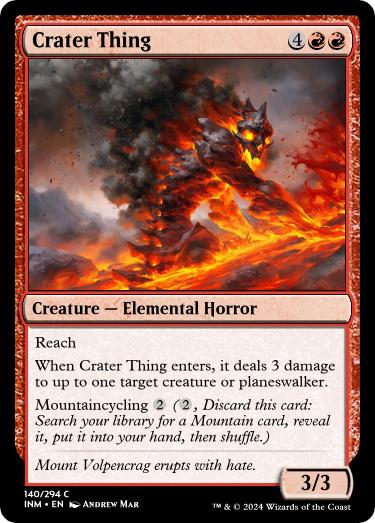 Crater Thing 4
Creature — Elemental Horror
Reach
When Crater Thing enters, it deals 3 damage
to up to one target creature or planeswalker.
Mountaincycling 2 (2, Discard this card:
Search your library for a Mountain card, reveal
it, put it into your hand, then shuffle.)
Mount Volpencrag erupts with hate.
3/3
140/294 C
INM • EN Andrew Mar
™ & © 2024 Wizards of the Coast